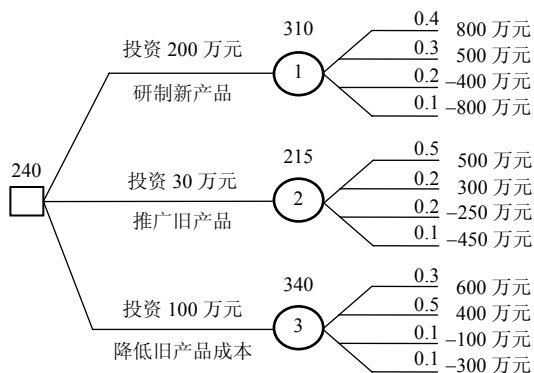 310
0.4 800 万元
投资 200 万元
0.3 500 万元
1
0.2 –400 万元
研制新产品
0.1 –800 万元
240
215
0.5 500 万元
投资 30 万元
0.2 300 万元
2
推广旧产品
0.2 –250 万元
0.1 –450 万元
340
0.3 600 万元
投资 100 万元
0.5 400 万元
3
0.1 –100 万元
降低旧产品成本
0.1 –300 万元